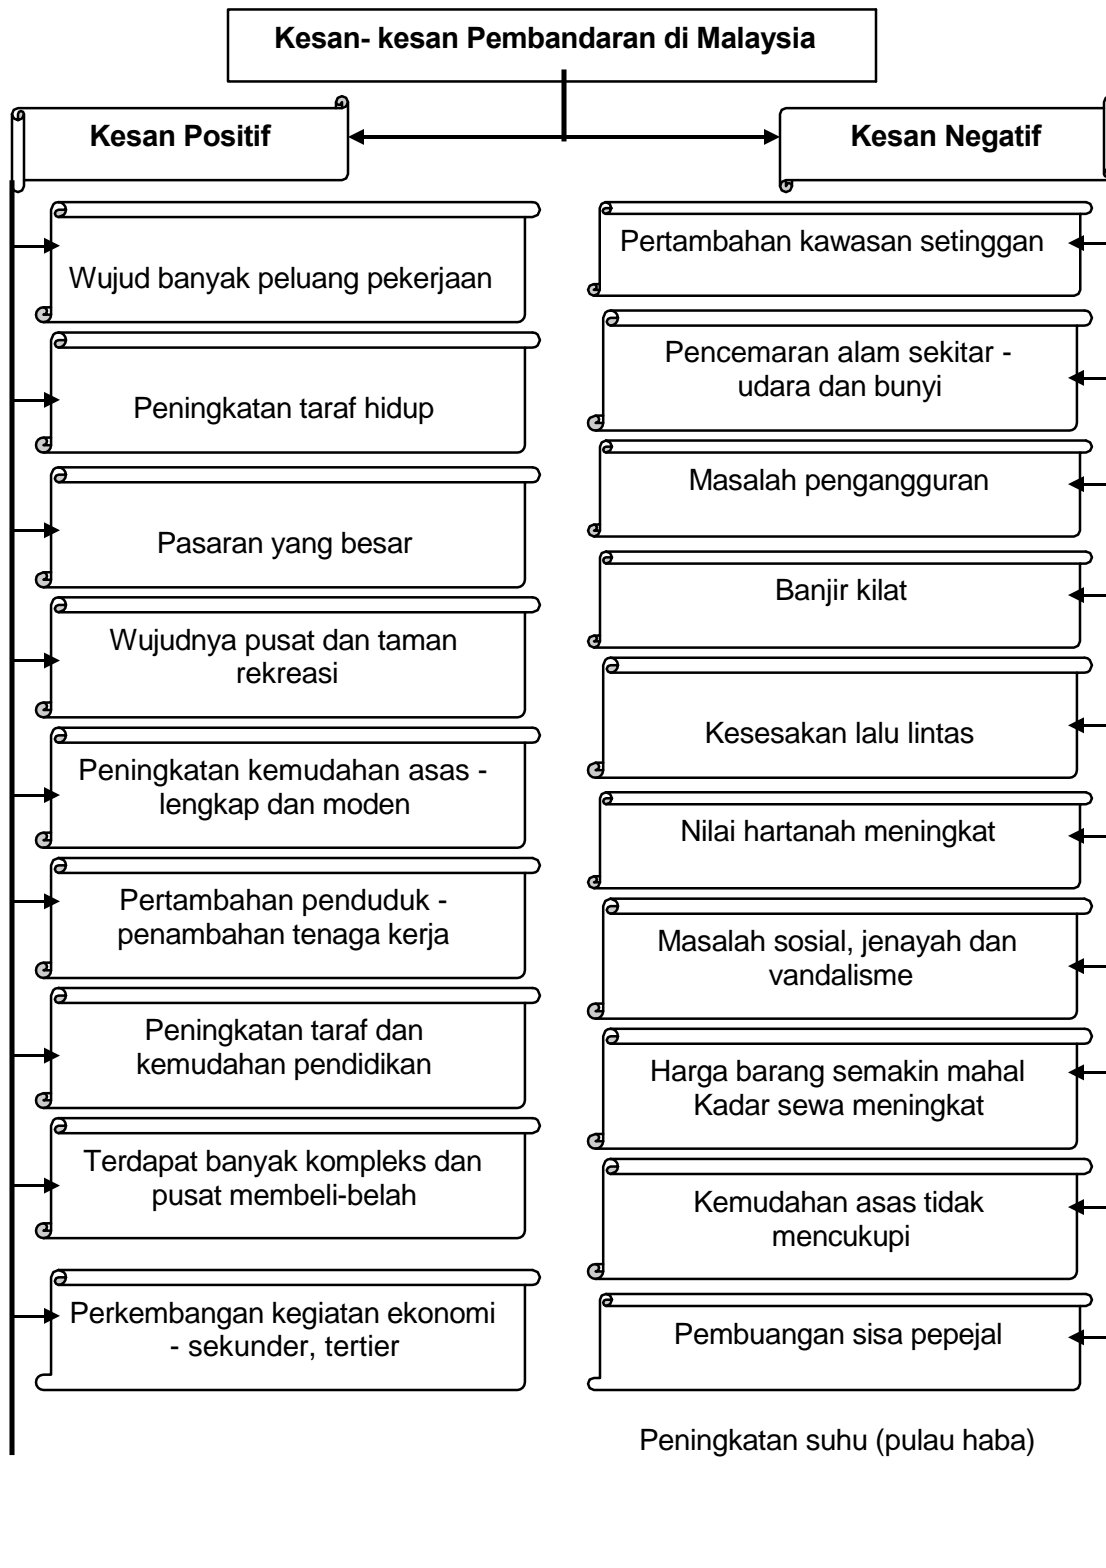 Kesan- kesan Pembandaran di Malaysia
Kesan Positif
Wujud banyak peluang pekerjaan
Peningkatan taraf hidup
Pasaran yang besar
Wujudnya pusat dan taman
rekreasi
Peningkatan kemudahan asas -
lengkap dan moden
Pertambahan penduduk -
penambahan tenaga kerja
Peningkatan taraf dan
kemudahan pendidikan
Terdapat banyak kompleks dan
pusat membeli-belah
Perkembangan kegiatan ekonomi
- sekunder, tertier
Kesan Negatif
Pertambahan kawasan setinggan
Pencemaran alam sekitar -
udara dan bunyi
Masalah pengangguran
Banjir kilat
Kesesakan lalu lintas
Nilai hartanah meningkat
Masalah sosial, jenayah dan
vandalisme
Harga barang semakin mahal
Kadar sewa meningkat
Kemudahan asas tidak
mencukupi
Pembuangan sisa pepejal
Peningkatan suhu (pulau haba)